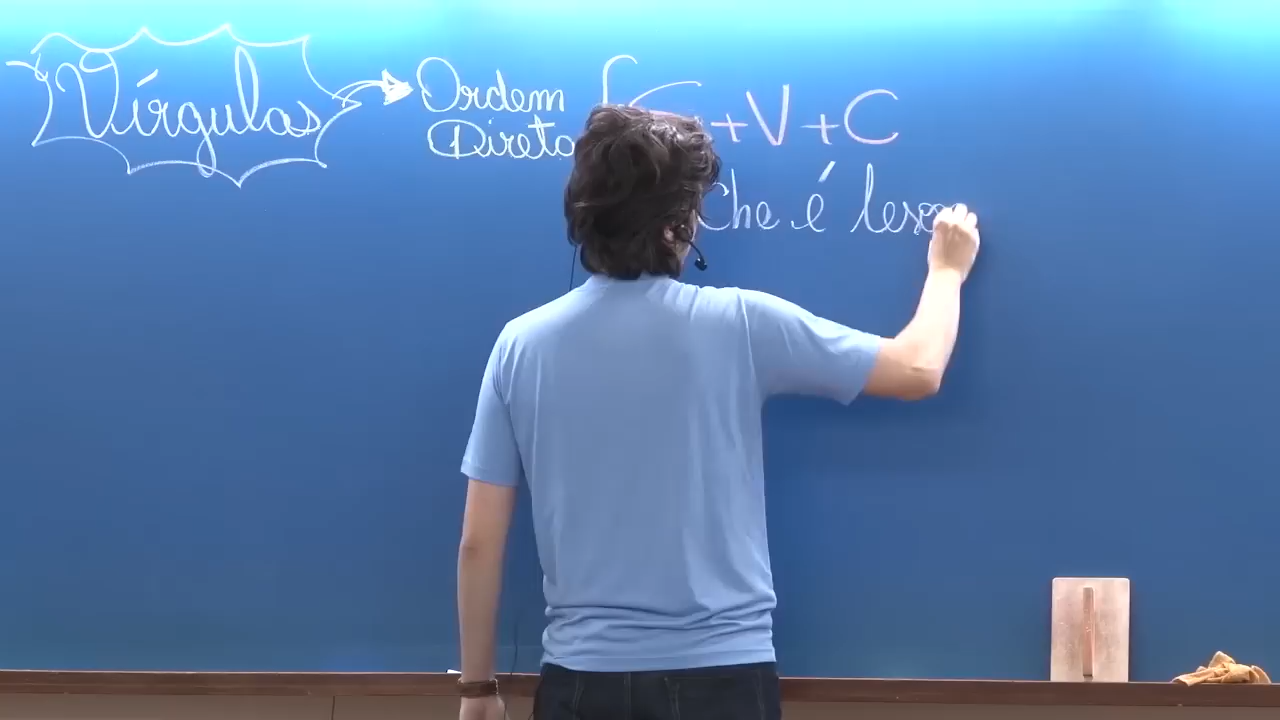 Vírgulas
Ordem
Direta
+V+C
Che é